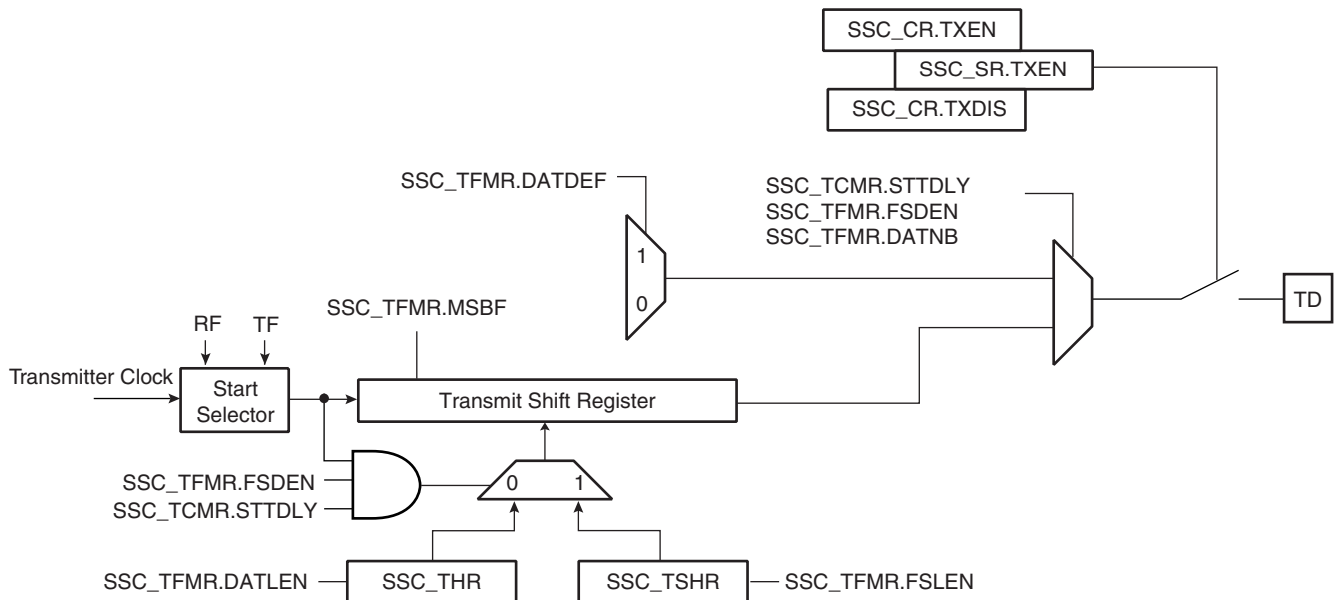 SSC_CR.TXEN
SSC_SR.TXEN
SSC_CR.TXDIS
SSC_TFMR.DATDEF
SSC_TCMR.STTDLY
SSC_TFMR.FSDEN
SSC_TFMR.DATNB
1
0
TD
SSC_TFMR.MSBF
RF
TF
Transmitter Clock
Start
Selector
Transmit Shift Register
SSC_TFMR.FSDEN
SSC_TCMR.STTDLY
0
1
SSC_TFMR.DATLEN
SSC_THR
SSC_TSHR
SSC_TFMR.FSLEN